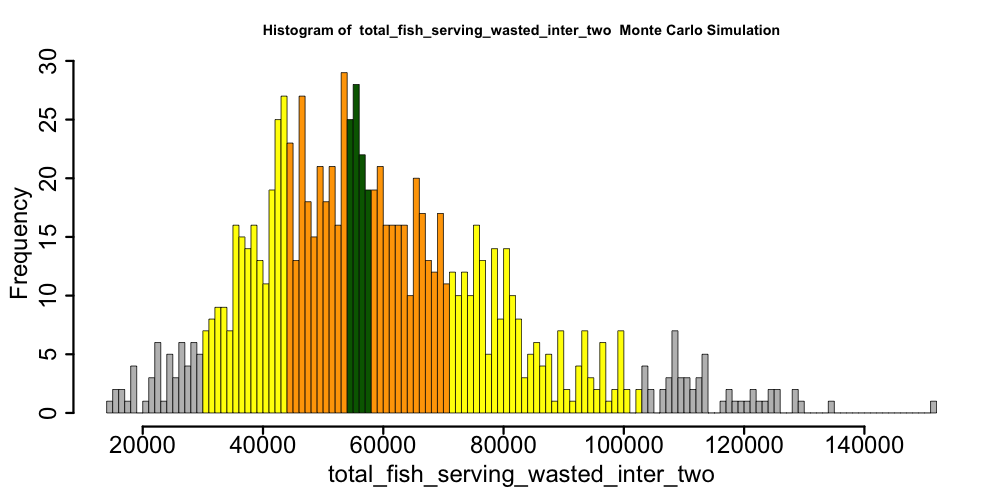 Histogram of total_fish_serving_wasted_inter_two Monte Carlo Simulation
Frequency
30
25
20
15
10
5
0
20000 40000 60000 80000 100000 120000 140000
total_fish_serving_wasted_inter_two